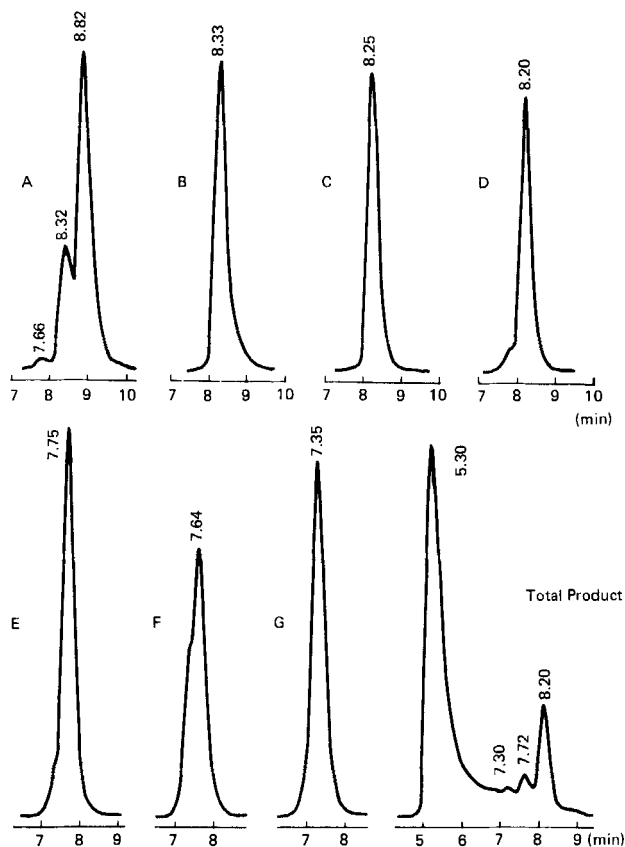 8.82
8.32
7.66
A
7 8 9 10
8.33
B
7 8 9 10
8.25
C
7 8 9 10
8.20
D
7 8 9 10
(min)
7.75
E
7 8 9
7.64
F
7 8
7.35
G
7 8
5.30
Total Product
7.30
7.72
8.20
5 6 7 8 9 (min)